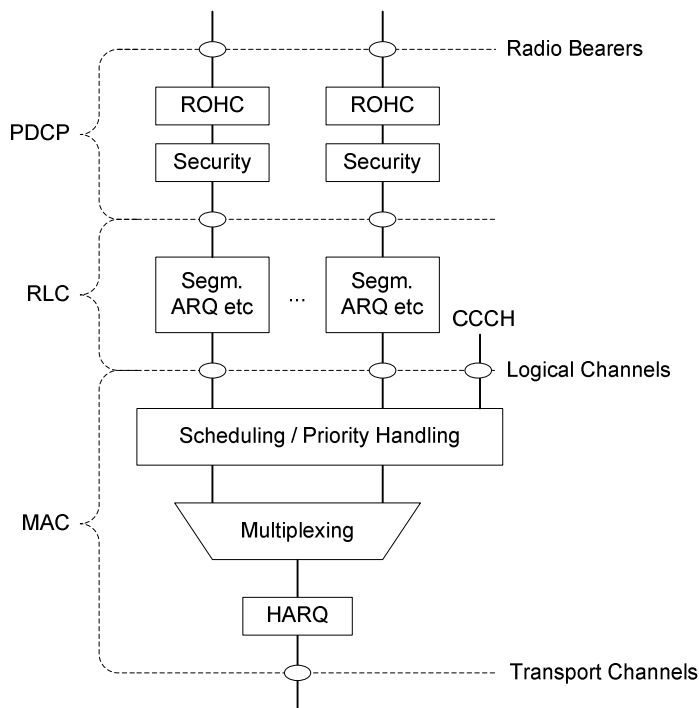 Radio Bearers
ROHC
ROHC
PDCP
Security
Security
Segm.
ARQ etc
...
Segm.
ARQ etc
RLC
CCCH
Logical Channels
Scheduling / Priority Handling
MAC
Multiplexing
HARQ
Transport Channels